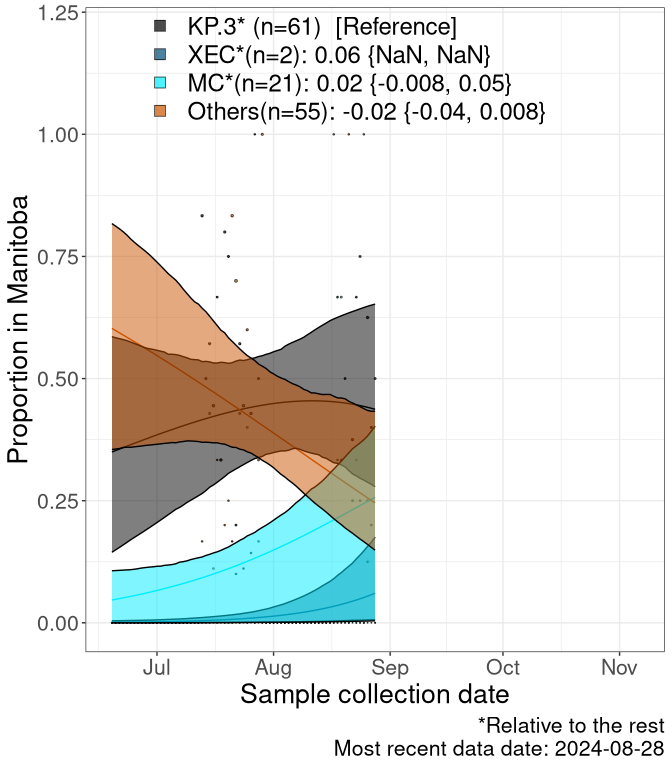 KP.3* (n=61)  [Reference]
XEC*(n=2): 0.06 {NaN, NaN}
MC*(n=21): 0.02 {-0.008, 0.05}
Others(n=55): -0.02 {-0.04, 0.008}
Proportion in Manitoba
1.25
1.00
0.75
0.50
0.25
0.00
Jul Aug Sep Oct Nov
Sample collection date
*Relative to the rest
Most recent data date: 2024-08-28